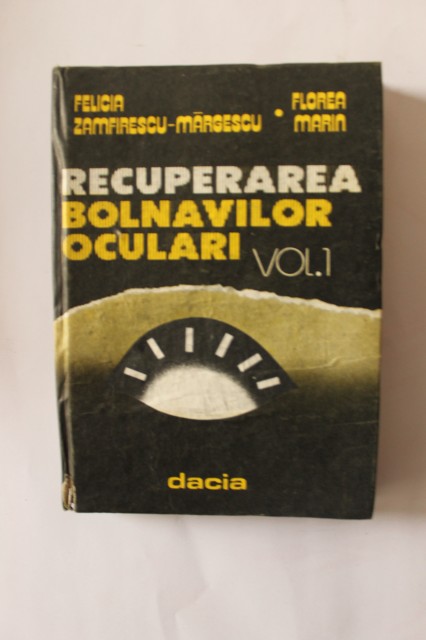 FELICIA
ZAMFIRESCU-MĂRGESCU • FLOREA
MARIN
RECUPERAREA
BOLNAVILOR
OCULARI VOL.1
dacia